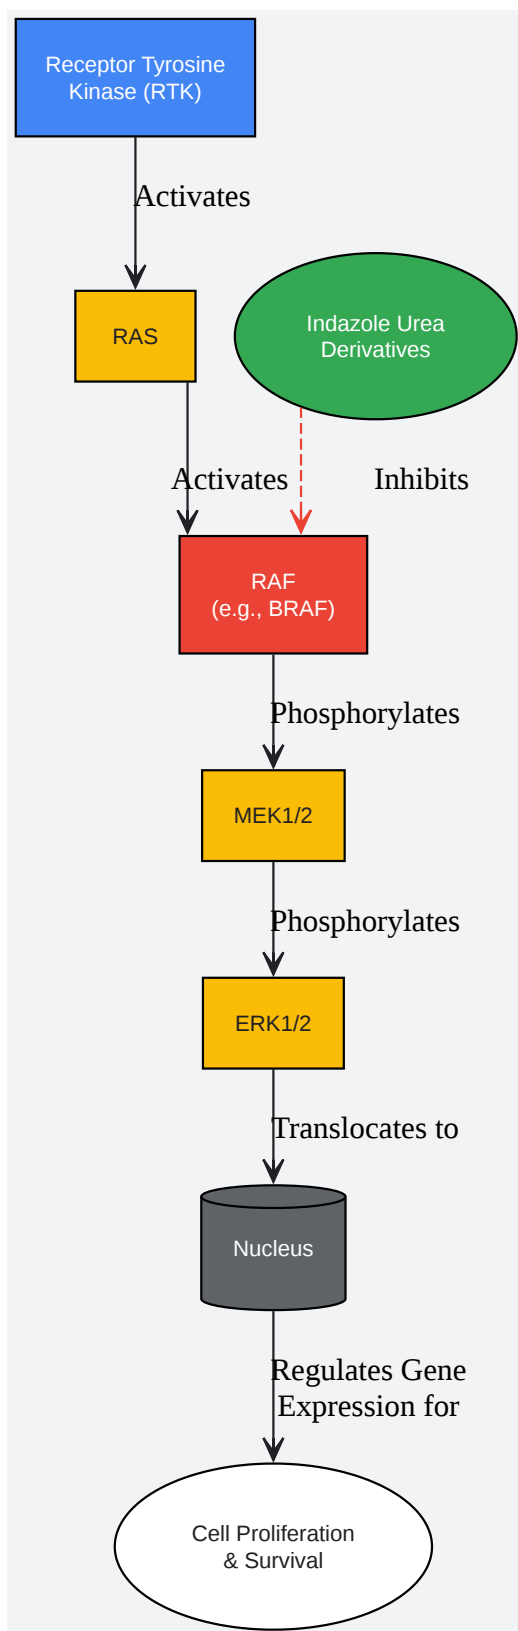 Receptor Tyrosine
Kinase (RTK)
Activates
RAS
Indazole Urea
Derivatives
Activates
Inhibits
RAF
(e.g., BRAF)
Phosphorylates
MEK1/2
Phosphorylates
ERK1/2
Translocates to
Nucleus
Regulates Gene
Expression for
Cell Proliferation
& Survival